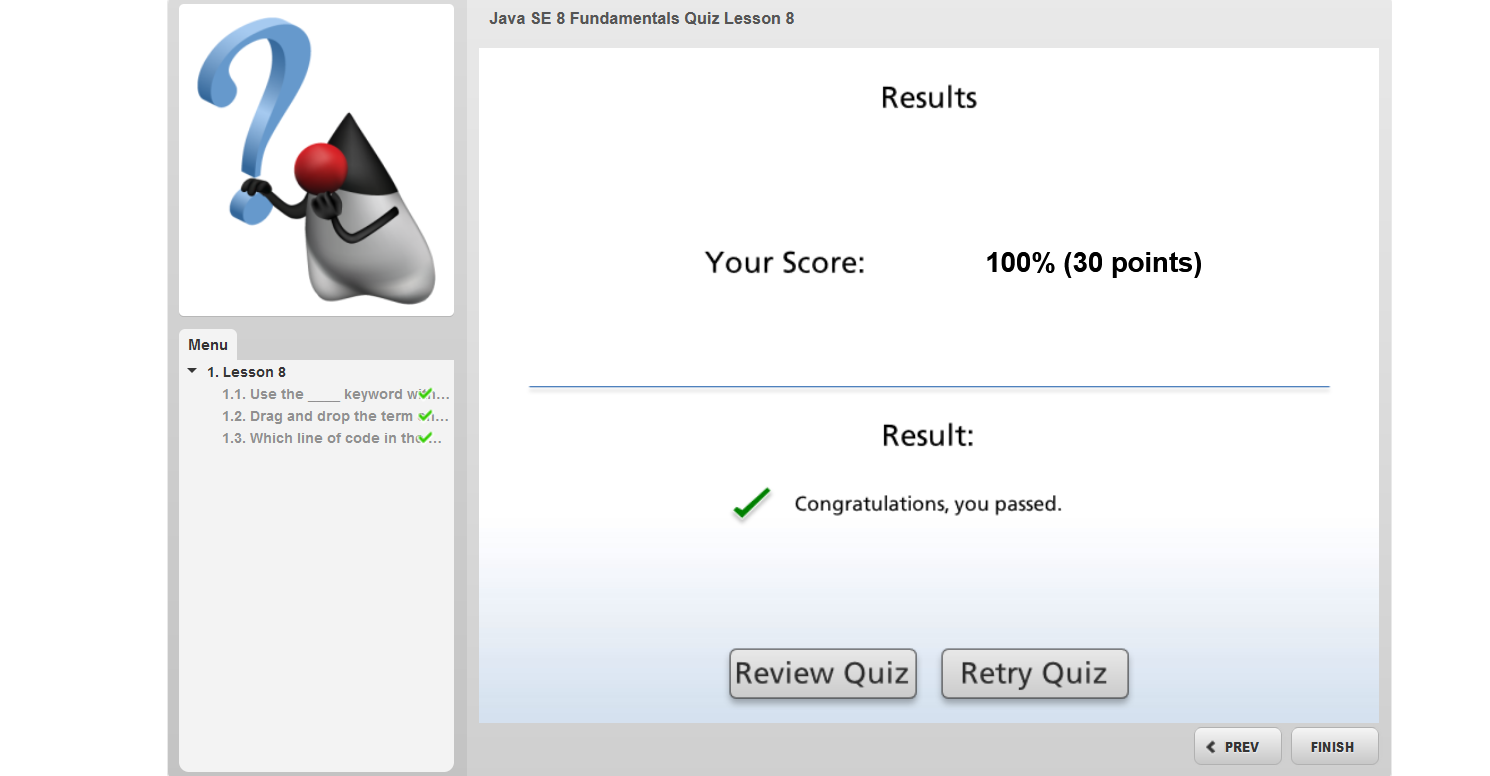 Java SE 8 Fundamentals Quiz Lesson 8
Results
Your Score: 100% (30 points)
Result:
Congratulations, you passed.
Review Quiz Retry Quiz
PREV FINISH
Menu
1. Lesson 8
1.1. Use the ____ keyword ...
1.2. Drag and drop the term ...
1.3. Which line of code in ...